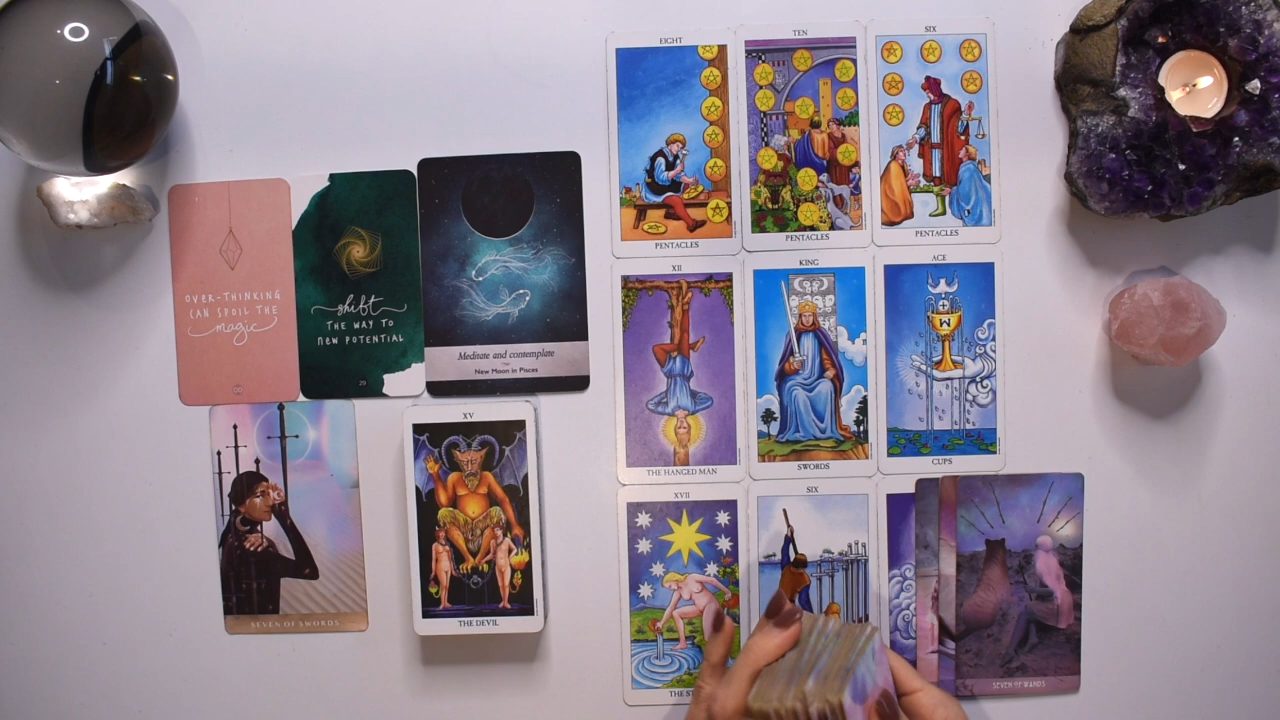 OVER-THINKING
CAN SPOIL THE
magic
shift
THE WAY TO
NEW POTENTIAL
29
Meditate and contemplate
New Moon in Pisces
SEVEN OF SWORDS
XV
THE DEVIL
EIGHT
PENTACLES
TEN
PENTACLES
SIX
PENTACLES
XII
THE HANGED MAN
KING
SWORDS
ACE
CUPS
XVII
THE ST
SIX
SEVEN OF WANDS